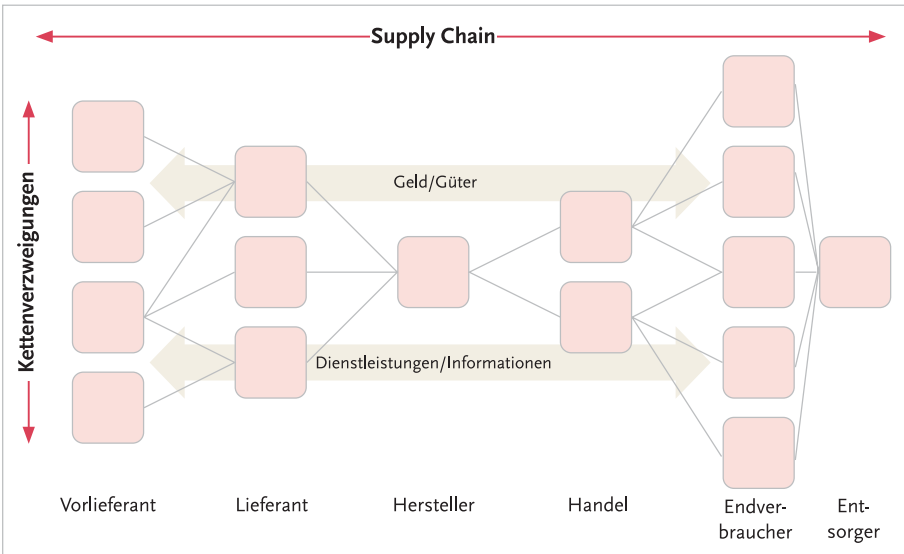 Supply Chain
Kettenverzweigungen
Geld/Güter
Dienstleistungen/Informationen
Vorlieferant
Lieferant
Hersteller
Handel
Endver-
braucher
Ent-
sorger